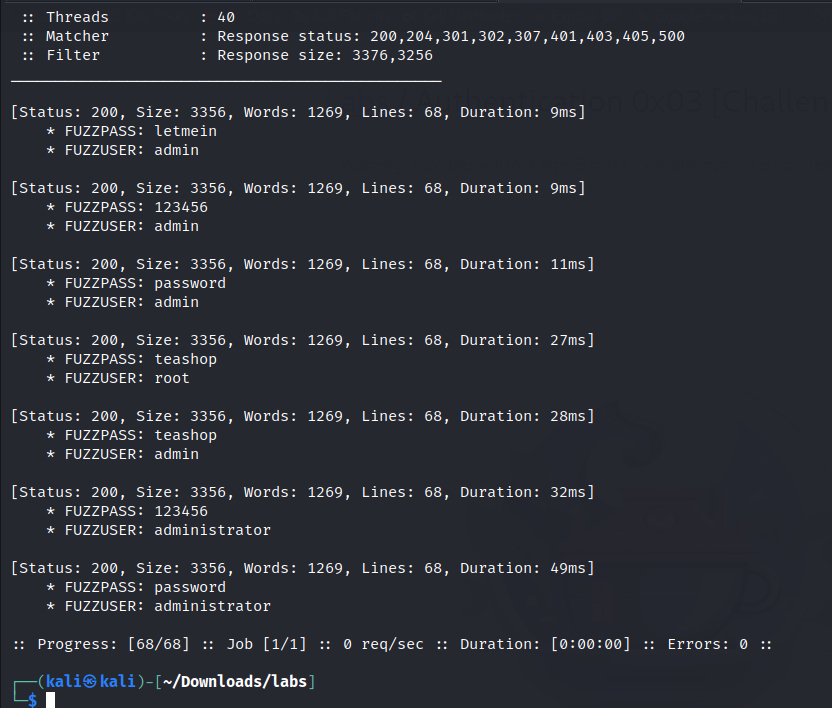 :: Threads : 40
:: Matcher : Response status: 200,204,301,302,307,401,403,405,500
:: Filter : Response size: 3376,3256
[Status: 200, Size: 3356, Words: 1269, Lines: 68, Duration: 9ms]
* FUZZPASS: letmein
* FUZZUSER: admin
[Status: 200, Size: 3356, Words: 1269, Lines: 68, Duration: 9ms]
* FUZZPASS: 123456
* FUZZUSER: admin
[Status: 200, Size: 3356, Words: 1269, Lines: 68, Duration: 11ms]
* FUZZPASS: password
* FUZZUSER: admin
[Status: 200, Size: 3356, Words: 1269, Lines: 68, Duration: 27ms]
* FUZZPASS: teashop
* FUZZUSER: root
[Status: 200, Size: 3356, Words: 1269, Lines: 68, Duration: 28ms]
* FUZZPASS: teashop
* FUZZUSER: admin
[Status: 200, Size: 3356, Words: 1269, Lines: 68, Duration: 32ms]
* FUZZPASS: 123456
* FUZZUSER: administrator
[Status: 200, Size: 3356, Words: 1269, Lines: 68, Duration: 49ms]
* FUZZPASS: password
* FUZZUSER: administrator
:: Progress: [68/68] :: Job [1/1] :: 0 req/sec :: Duration: [0:00:00] :: Errors: 0 ::
┌──(kali㉿kali)-[~/Downloads/labs]
└─$